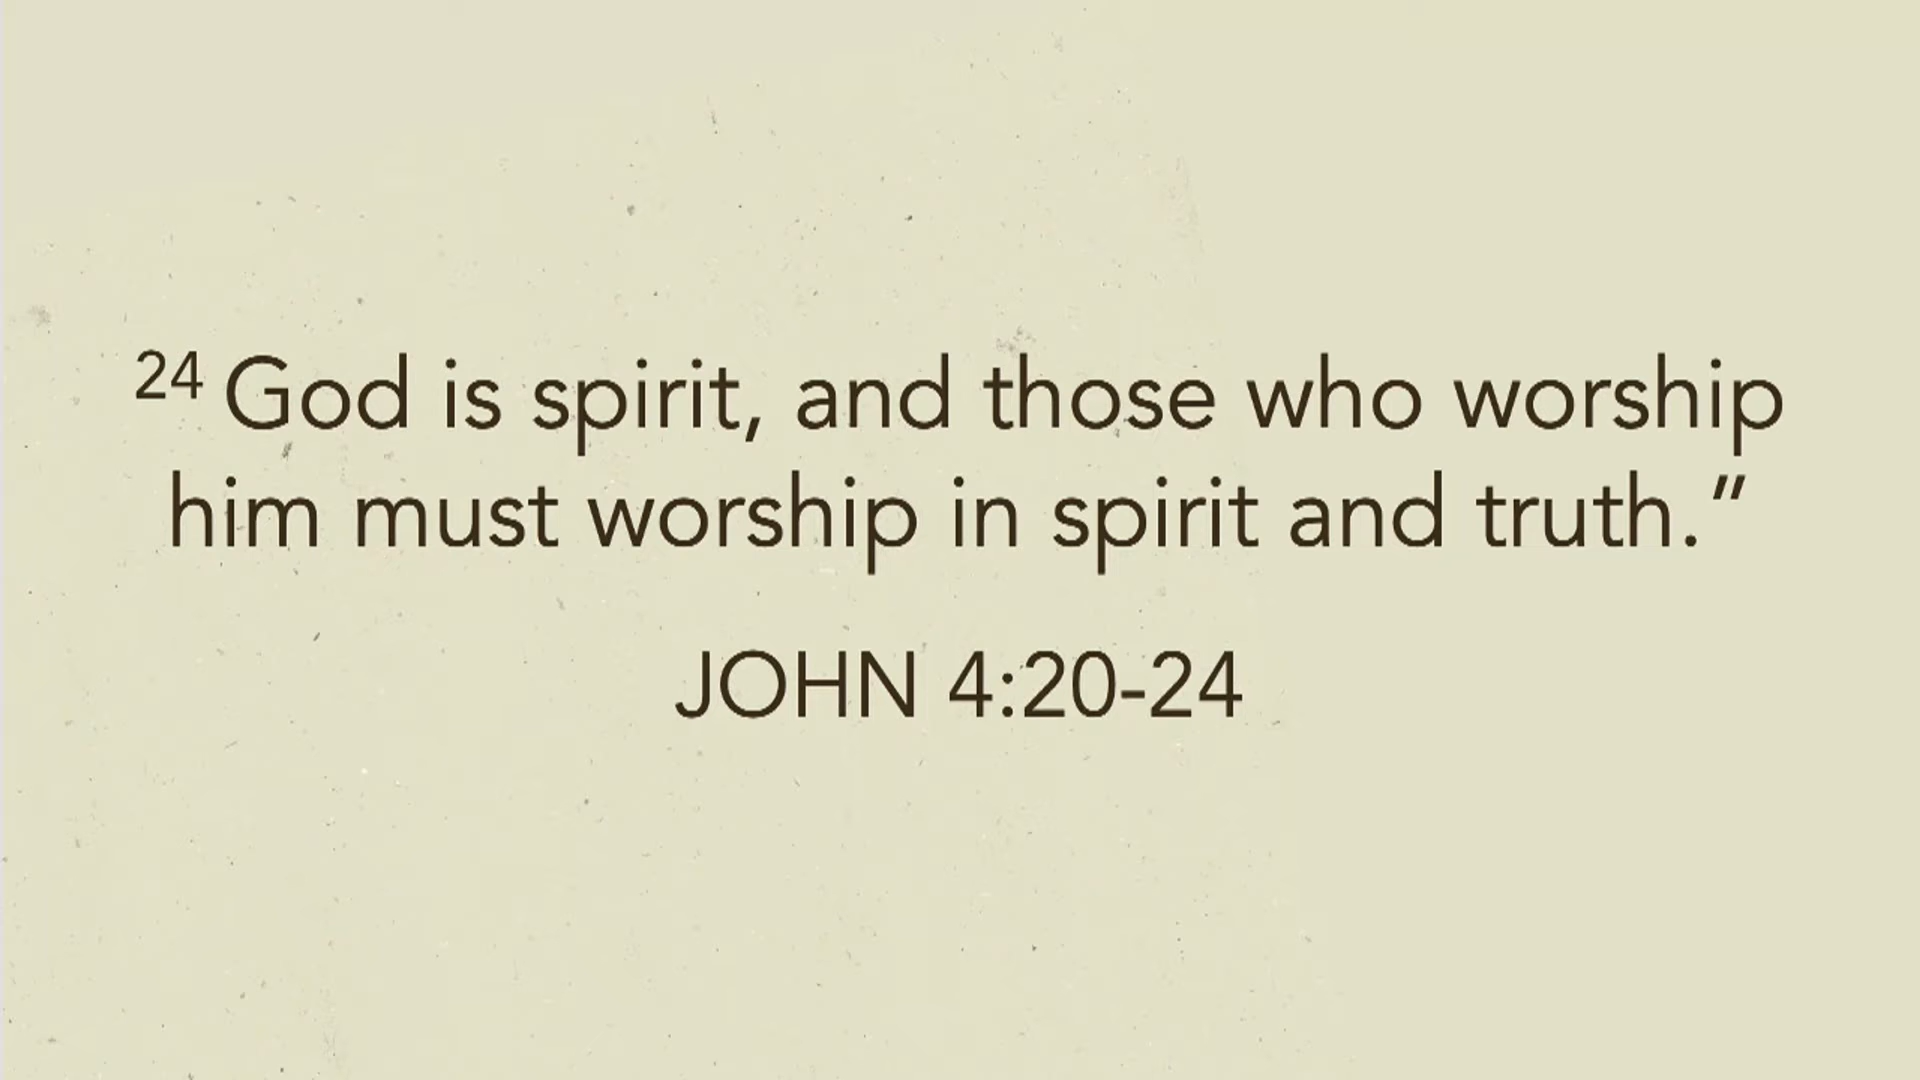 24 God is spirit, and those who worship
him must worship in spirit and truth.”
JOHN 4:20-24